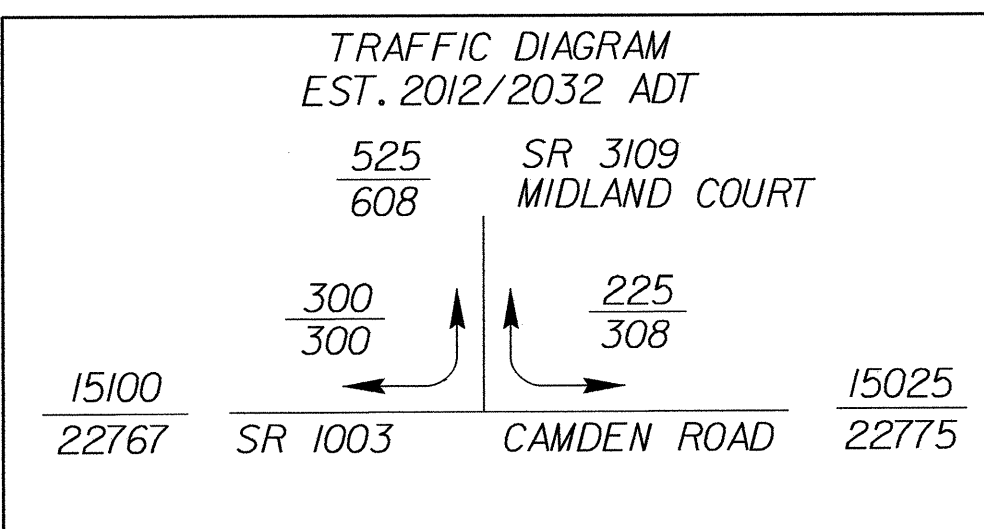 TRAFFIC DIAGRAM
EST. 2012/2032 ADT
525
608
SR 3109
MIDLAND COURT
300
300
225
308
15100
22767
SR 1003
CAMDEN ROAD
15025
22775